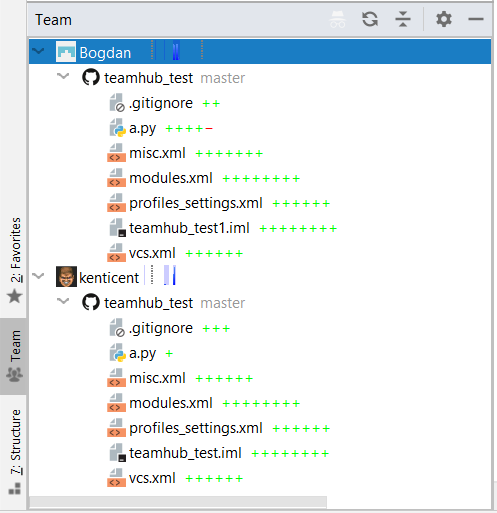 Team
Bogdan
teamhub_test master
.gitignore ++
a.py ++++-
misc.xml +++++++
modules.xml ++++++++
profiles_settings.xml ++++++
teamhub_test1.iml ++++++++
vcs.xml ++++++
kenticent
teamhub_test master
.gitignore +++
a.py +
misc.xml ++++++
modules.xml ++++++++
profiles_settings.xml ++++++
teamhub_test.iml ++++++++
vcs.xml ++++++
2: Favorites
Team
7: Structure